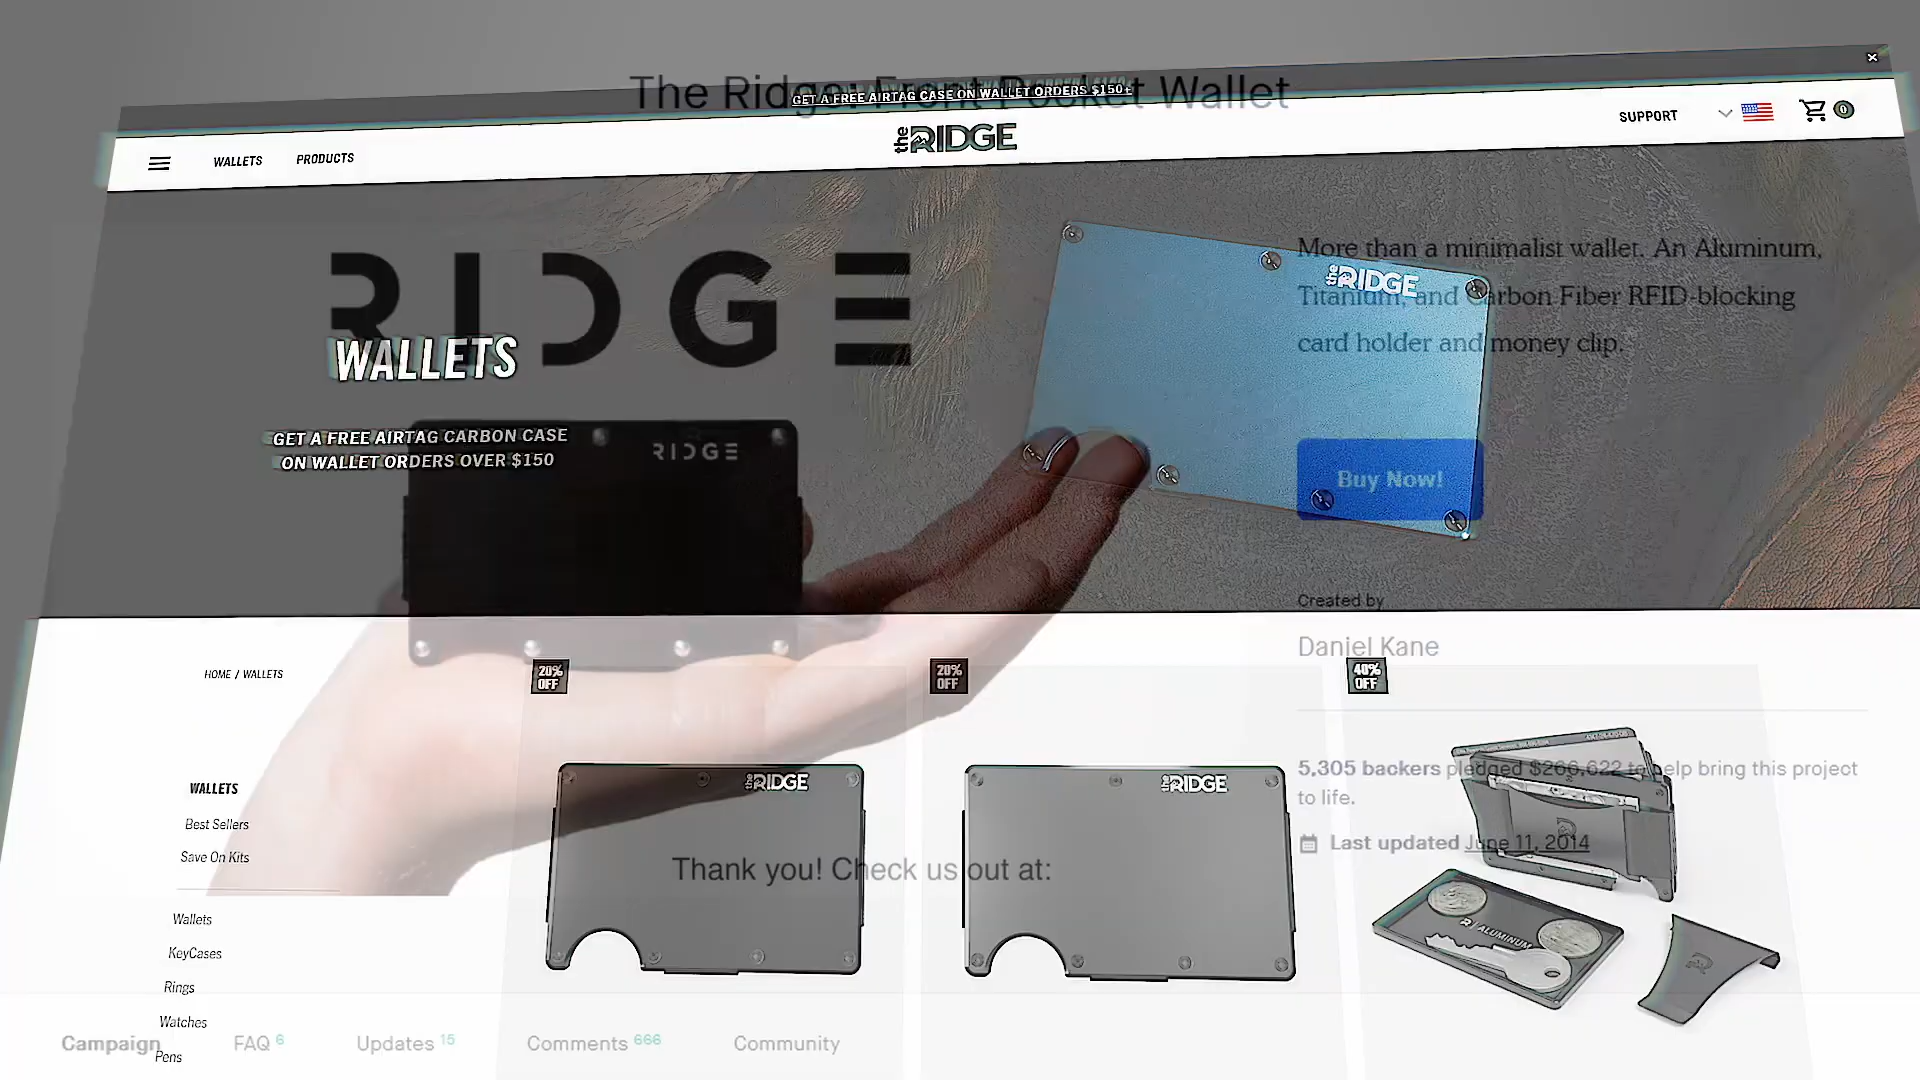 The Ridge: Front Pocket Wallet
GET A FREE AIRTAG CASE ON WALLET ORDERS $150+
WALLETS
PRODUCTS
the RIDGE
SUPPORT
0
RIDGE
WALLETS
GET A FREE AIRTAG CARBON CASE
ON WALLET ORDERS OVER $150
RIDGE
the RIDGE
More than a minimalist wallet. An Aluminum,
Titanium, and Carbon Fiber RFID-blocking
card holder and money clip.
Buy Now!
Created by
Daniel Kane
HOME / WALLETS
20%
OFF
20%
OFF
40%
OFF
WALLETS
Best Sellers
Save On Kits
Wallets
KeyCases
Rings
Watches
Pens
the RIDGE
the RIDGE
5,305 backers pledged $266,622 to help bring this project
to life.
Last updated June 11, 2014
Thank you! Check us out at:
ALUMINUM
Campaign
FAQ 6
Updates 15
Comments 666
Community